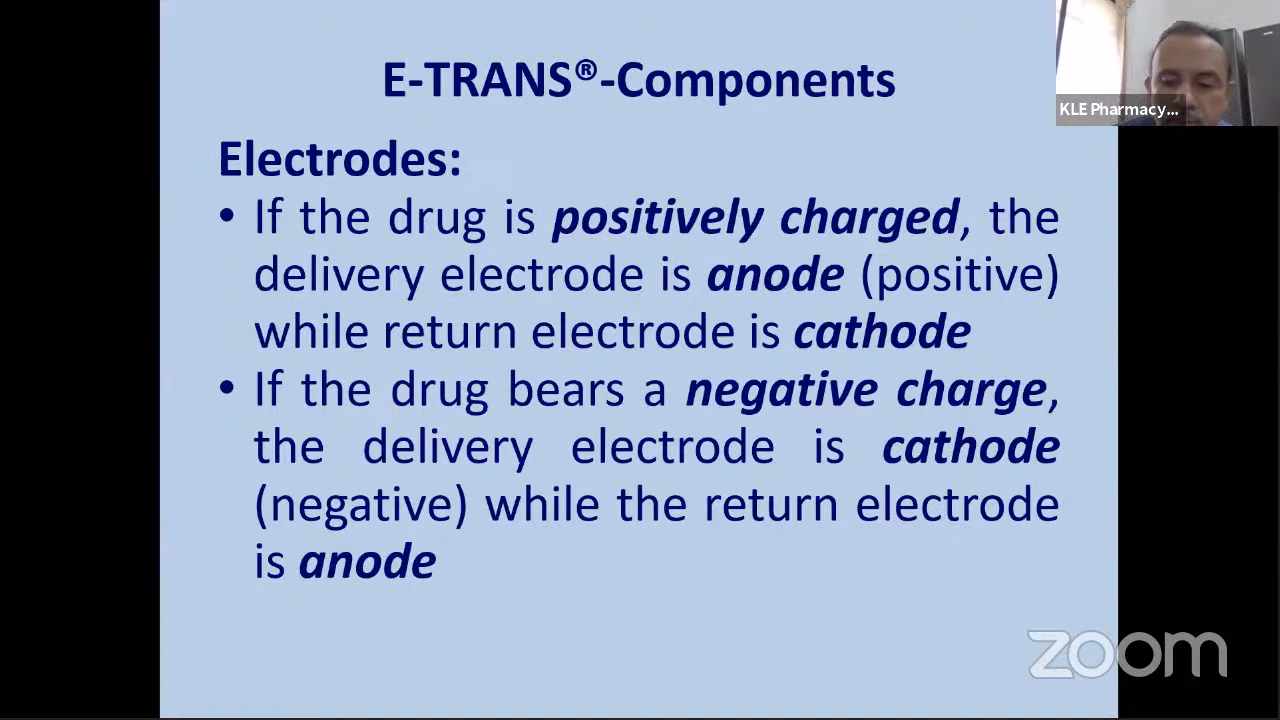 E-TRANS®-Components
KLE Pharmacy...
Electrodes:
• If the drug is positively charged, the
delivery electrode is anode (positive)
while return electrode is cathode
• If the drug bears a negative charge,
the delivery electrode is cathode
(negative) while the return electrode
is anode
zoom